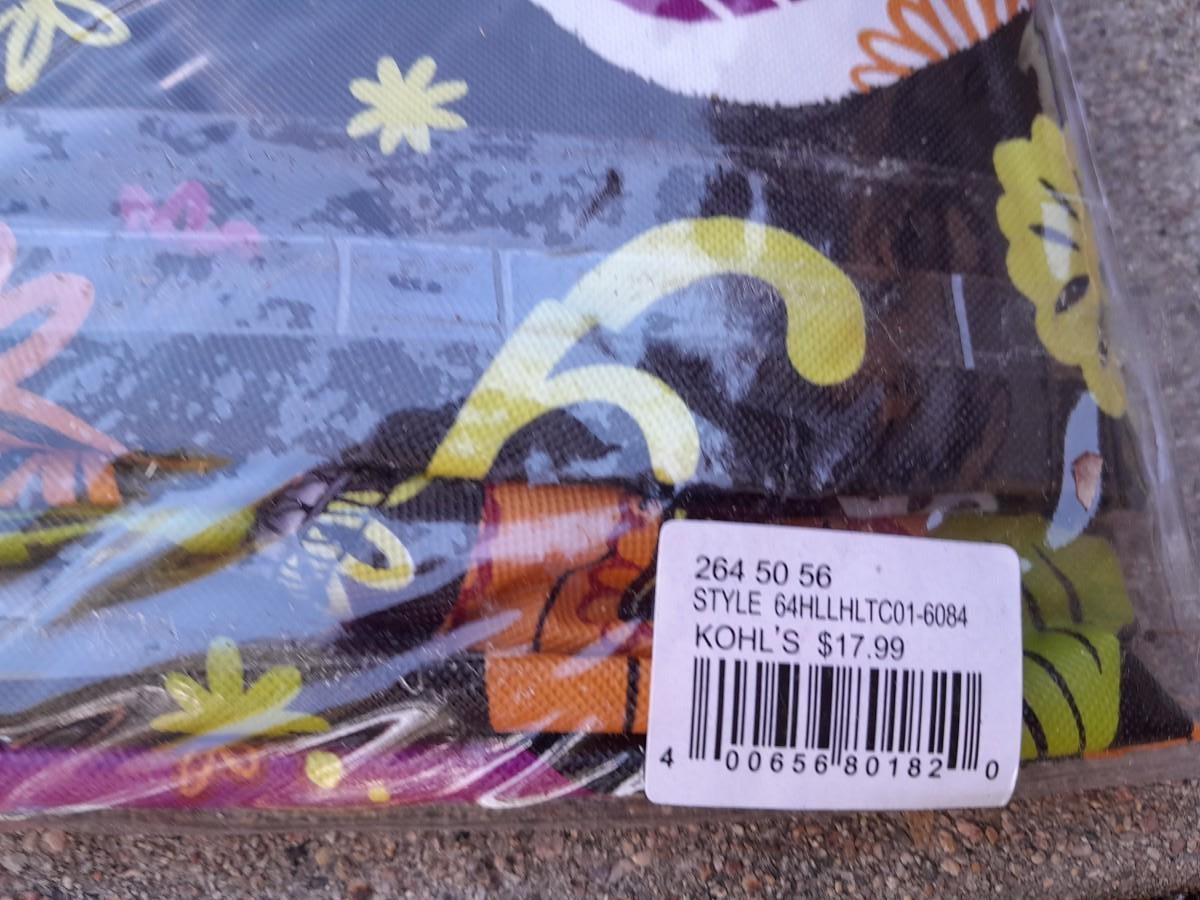 264 50 56
STYLE 64HLLHLTC01-6084
KOHL'S $17.99
4 00656 80182 0